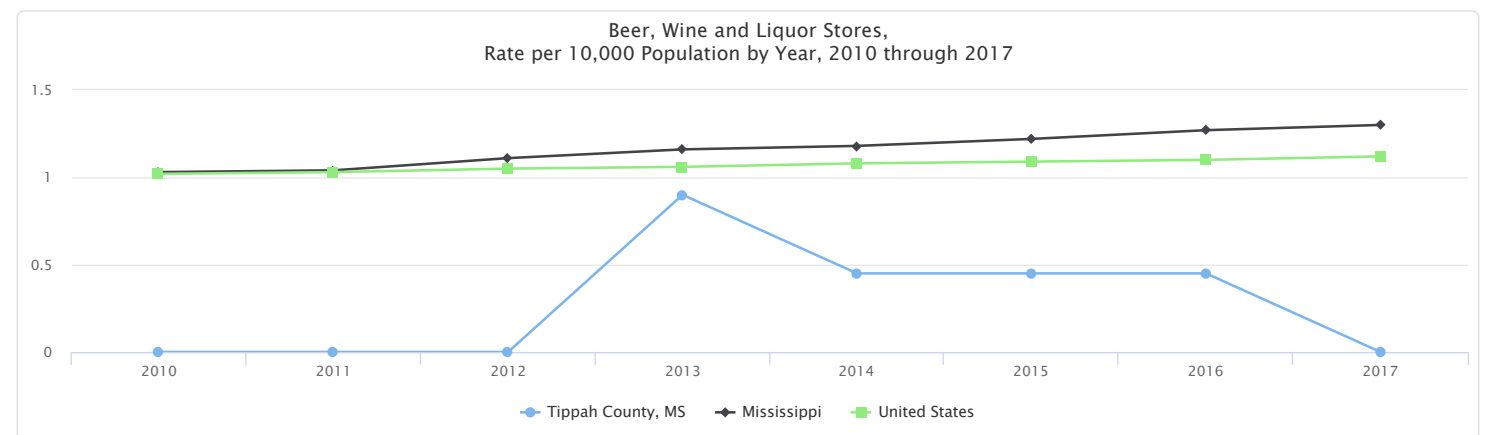 Beer, Wine and Liquor Stores,
Rate per 10,000 Population by Year, 2010 through 2017
1.5
1
0.5
0
2010 2011 2012 2013 2014 2015 2016 2017
Tippah County, MS Mississippi United States